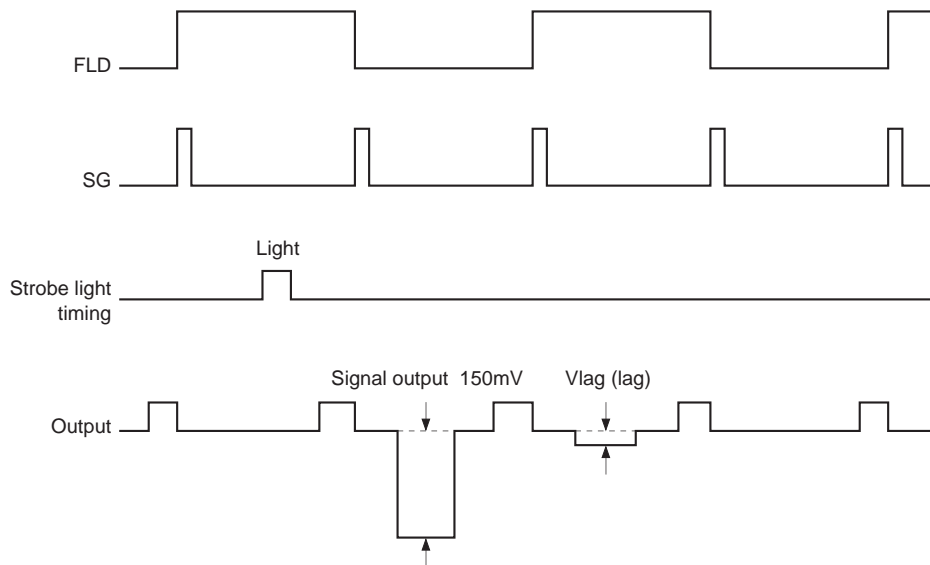 FLD
SG
Light
Strobe light
timing
Signal output 150mV
Vlag (lag)
Output